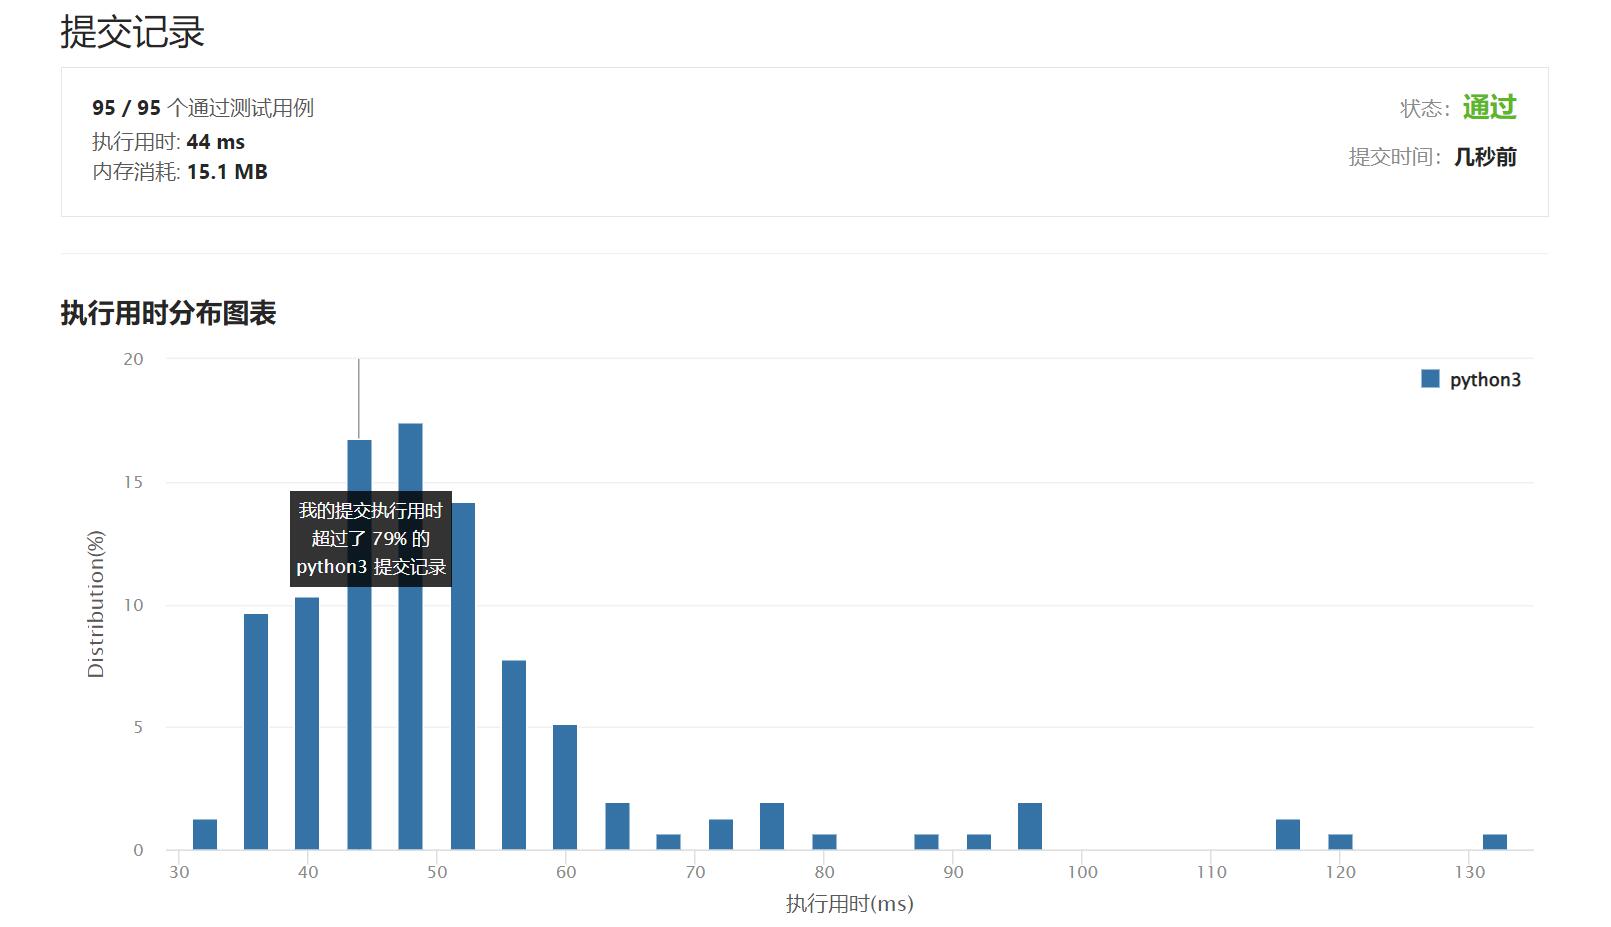 提交记录
95 / 95 个通过测试用例
状态：通过
执行用时: 44 ms
提交时间：几秒前
内存消耗: 15.1 MB
执行用时分布图表
20
python3
15
我的提交执行用时
超过了 79% 的
python3 提交记录
Distribution(%)
10
5
0
30 40 50 60 70 80 90 100 110 120 130
执行用时(ms)